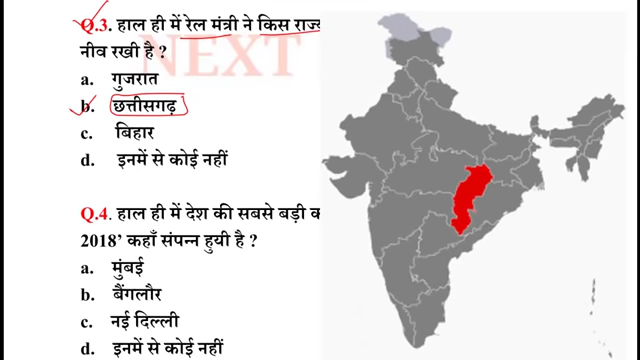 Q.3. हाल ही में रेल मंत्री ने किस राज्य
नीव रखी है ?
NEXT
a. गुजरात
b. छत्तीसगढ़
c. बिहार
d. इनमें से कोई नहीं
Q.4. हाल ही में देश की सबसे बड़ी
2018’ कहाँ संपन्न हुयी है ?
a. मुंबई
b. बैंगलौर
c. नई दिल्ली
d. इनमें से कोई नहीं